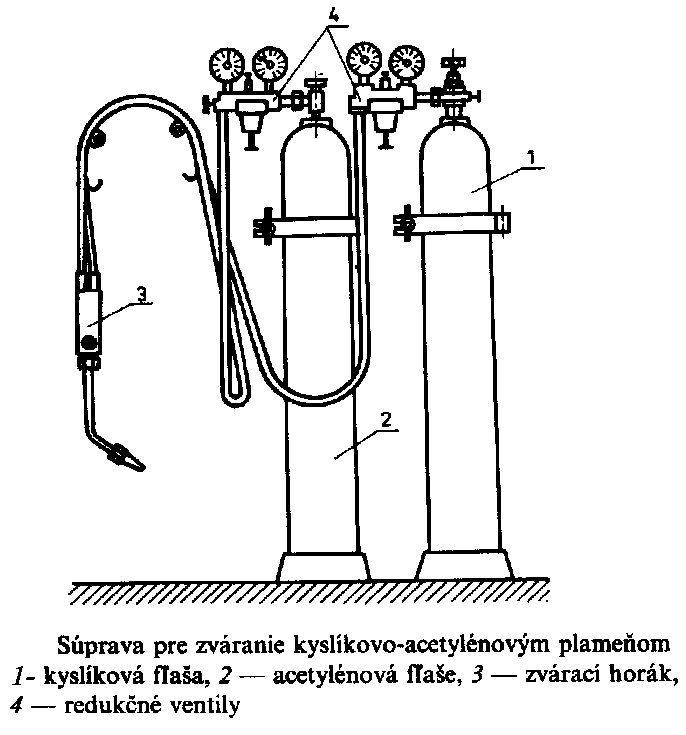 4
1
3
2
Súprava pre zváranie kyslíkovo-acetylénovým plameňom
1- kyslíková fľaša, 2 — acetylénová fľaše, 3 — zvárací horák,
4 — redukčné ventily